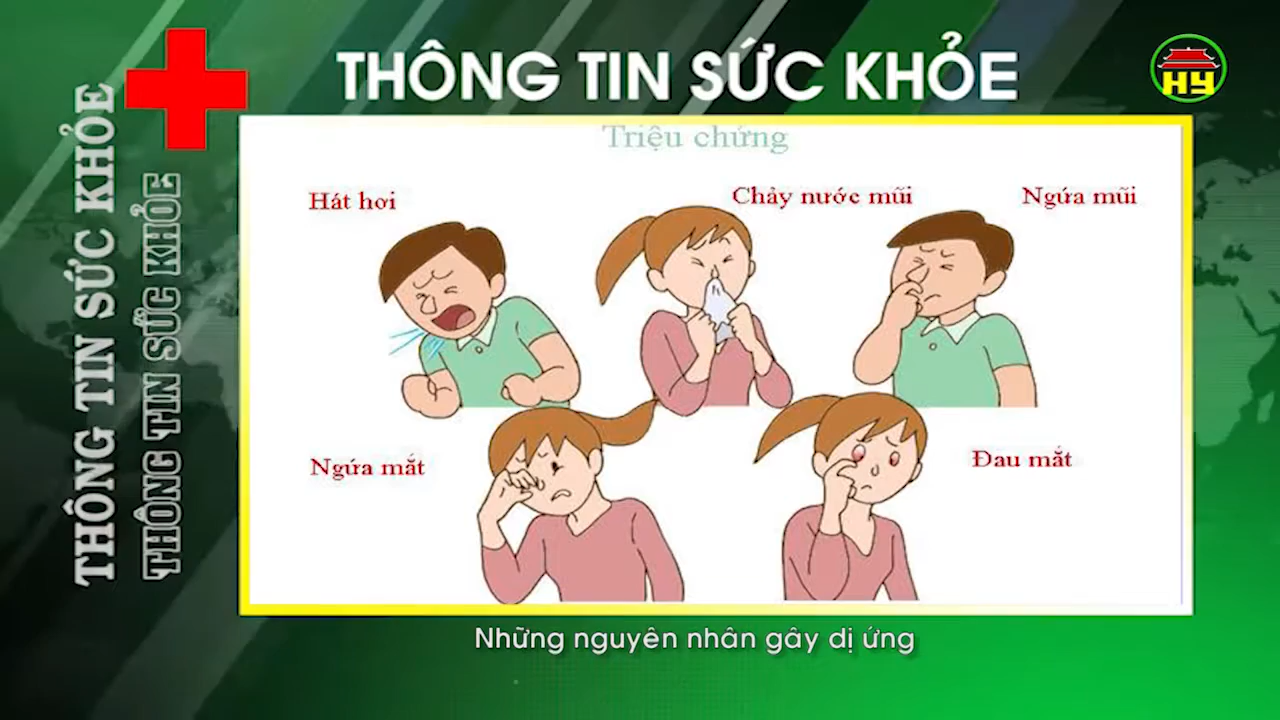 THÔNG TIN SỨC KHỎE
HY
THÔNG TIN SỨC KHỎE
THÔNG TIN SỨC KHỎE
Triệu chứng
Hát hơi
Chảy nước mũi
Ngứa mũi
Ngứa mắt
Đau mắt
Những nguyên nhân gây dị ứng